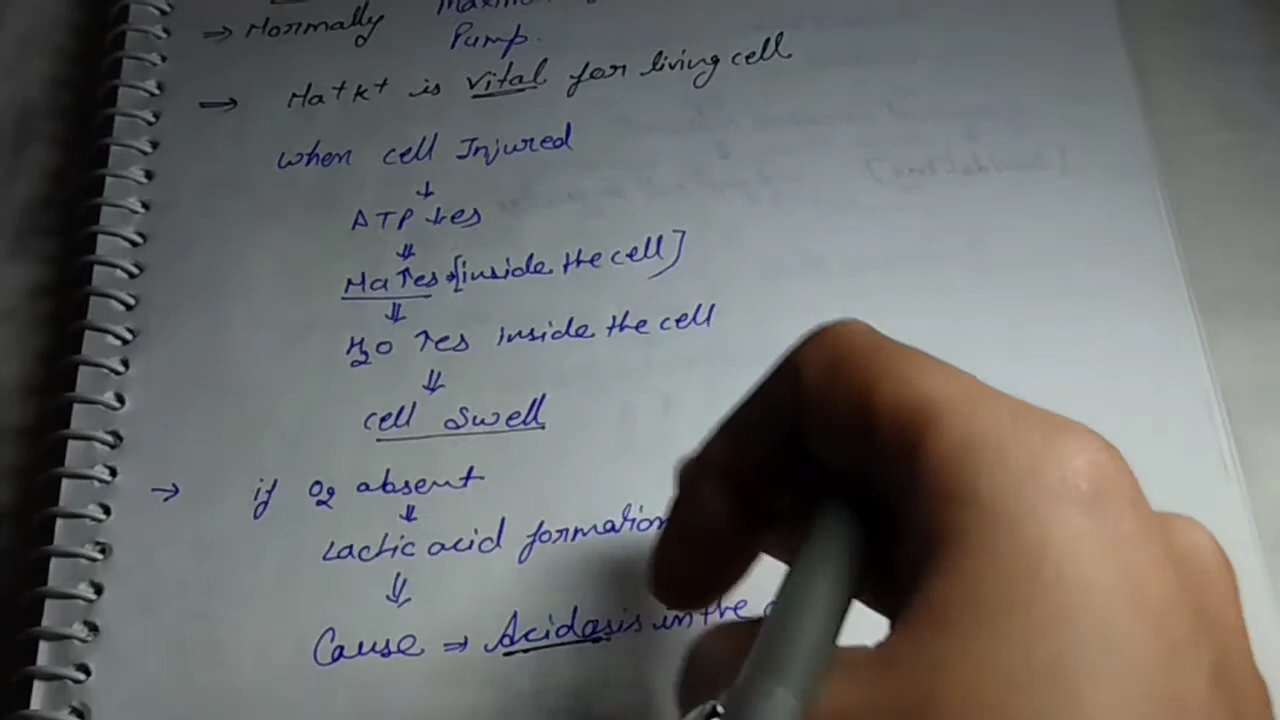 ⇒ Normally
Pump.
⇒ Na+K+ is Vital for living cell
When cell Injured
↓
ATP ↓es
⇓
Na ↑es [inside the cell]
⇓
H2O ↑es inside the cell
⇓
cell Swell
→ if O2 absent
⇓
Lactic acid formation
⇓
Cause ⇒ Acidasis in the